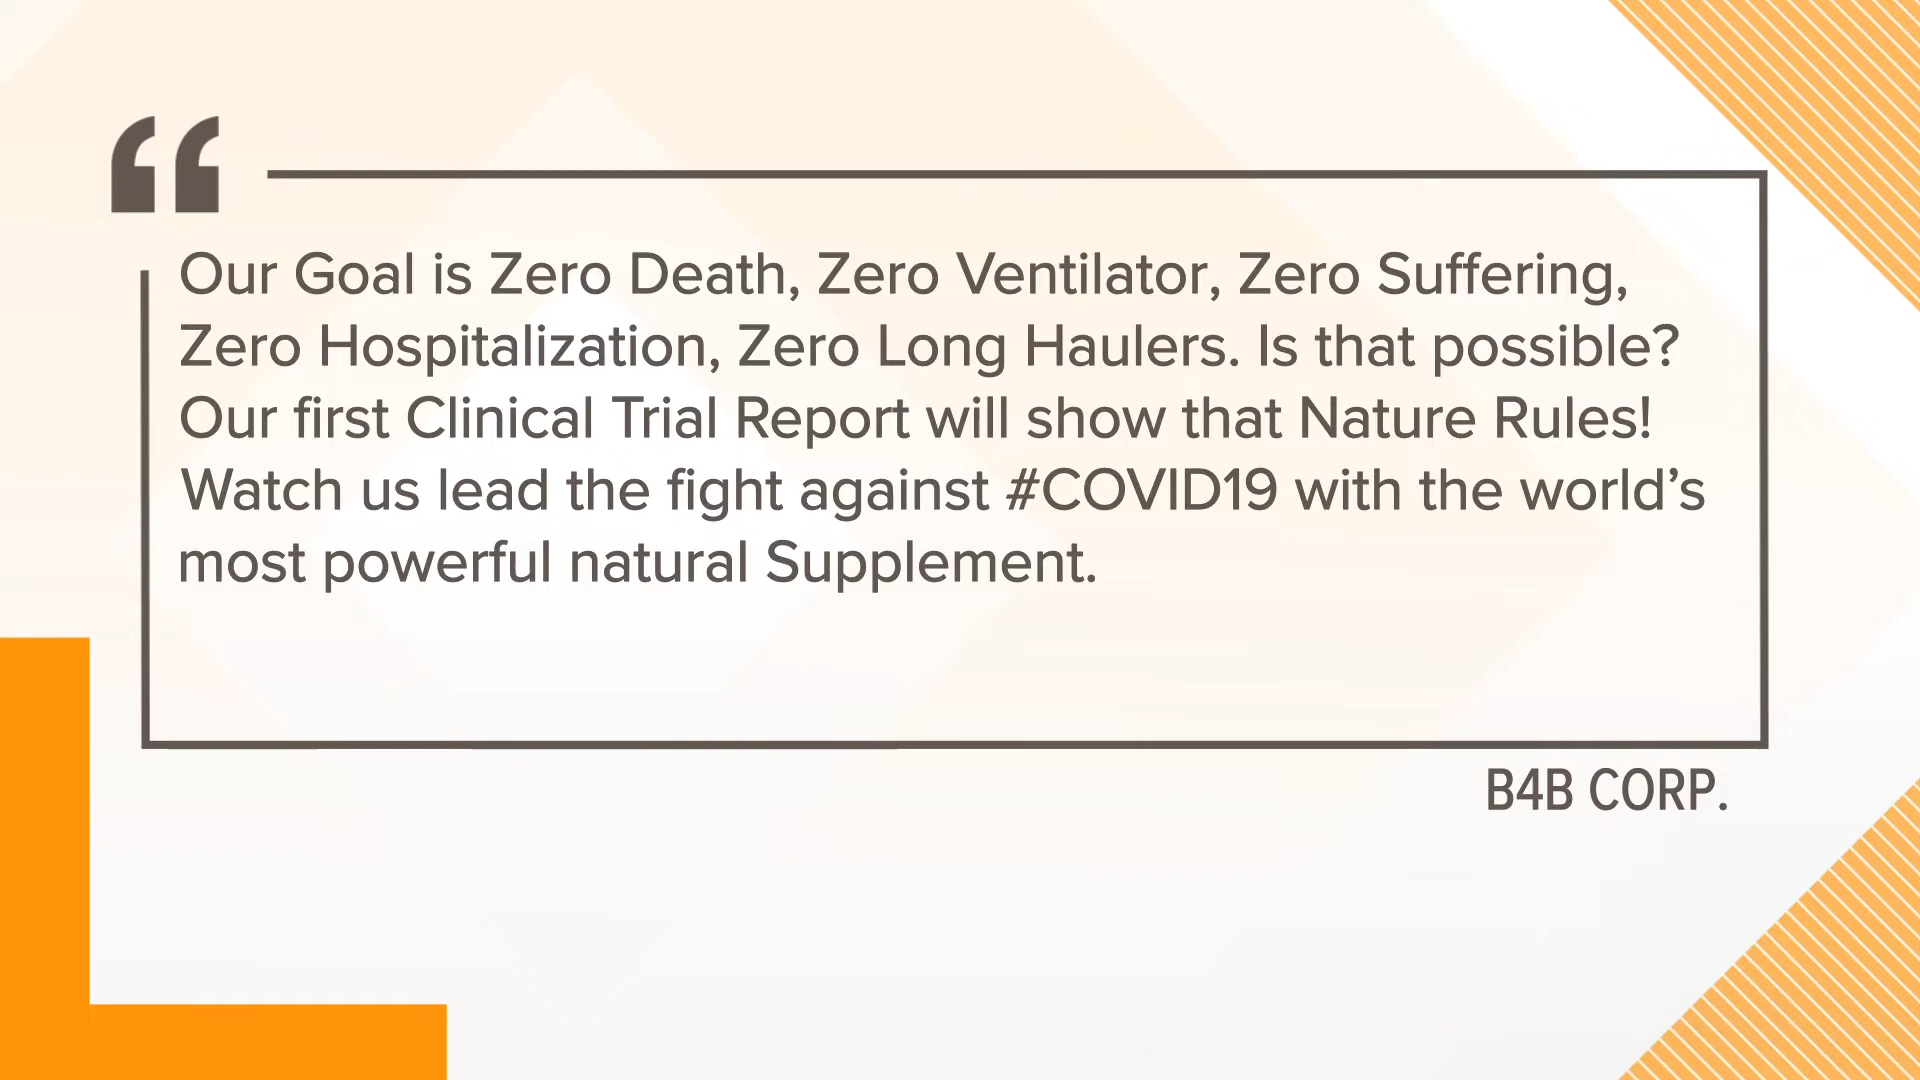 “
Our Goal is Zero Death, Zero Ventilator, Zero Suffering,
Zero Hospitalization, Zero Long Haulers. Is that possible?
Our first Clinical Trial Report will show that Nature Rules!
Watch us lead the fight against #COVID19 with the world’s
most powerful natural Supplement.
B4B CORP.